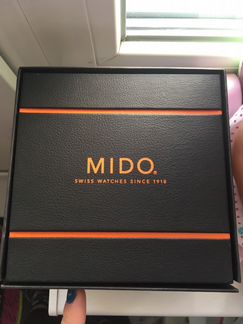 MIDO.
SWISS WATCHES SINCE 1918